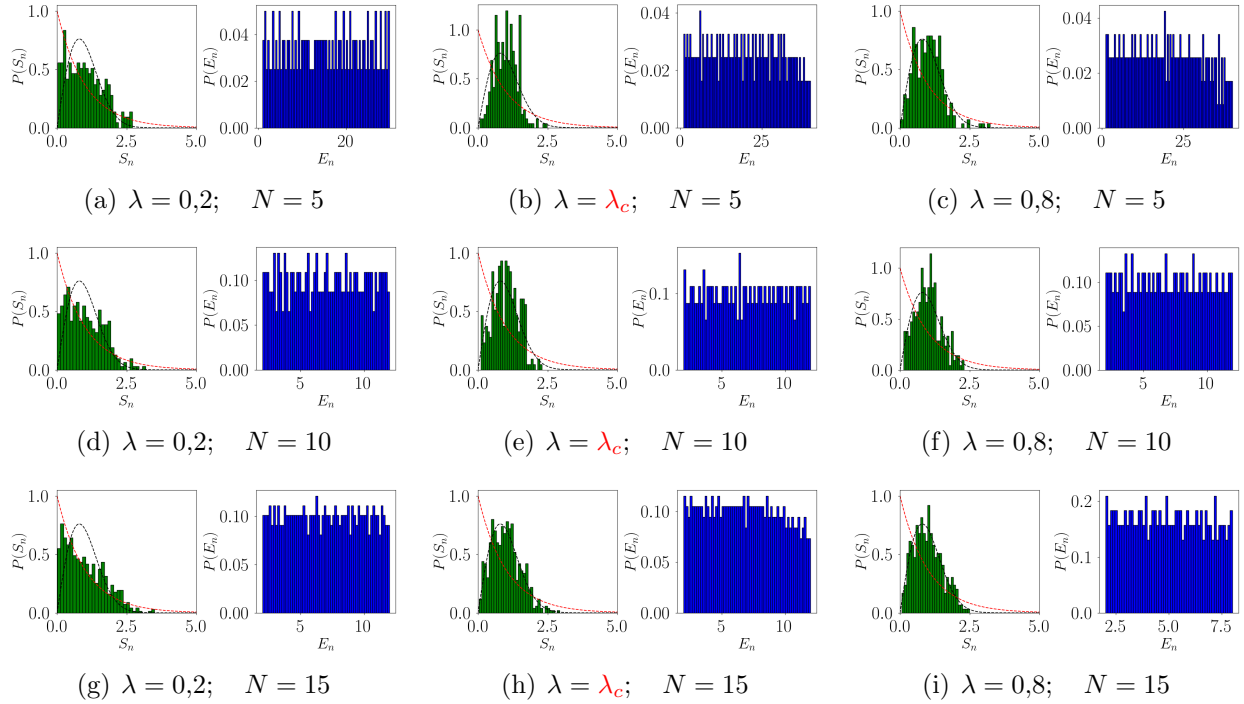 P(S_n) 1.0 0.5 0.0 0.0 2.5 5.0 S_n P(E_n) 0.04 0.02 0.00 0 20 E_n
(a) λ = 0,2; N = 5
P(S_n) 1.0 0.5 0.0 0.0 2.5 5.0 S_n P(E_n) 0.04 0.02 0.00 0 25 E_n
(b) λ = λ_c; N = 5
P(S_n) 1.0 0.5 0.0 0.0 2.5 5.0 S_n P(E_n) 0.04 0.02 0.00 0 25 E_n
(c) λ = 0,8; N = 5
P(S_n) 1.0 0.5 0.0 0.0 2.5 5.0 S_n P(E_n) 0.10 0.05 0.00 5 10 E_n
(d) λ = 0,2; N = 10
P(S_n) 1.0 0.5 0.0 0.0 2.5 5.0 S_n P(E_n) 0.1 0.0 5 10 E_n
(e) λ = λ_c; N = 10
P(S_n) 1.0 0.5 0.0 0.0 2.5 5.0 S_n P(E_n) 0.10 0.05 0.00 5 10 E_n
(f) λ = 0,8; N = 10
P(S_n) 1.0 0.5 0.0 0.0 2.5 5.0 S_n P(E_n) 0.10 0.05 0.00 5 10 E_n
(g) λ = 0,2; N = 15
P(S_n) 1.0 0.5 0.0 0.0 2.5 5.0 S_n P(E_n) 0.10 0.05 0.00 5 10 E_n
(h) λ = λ_c; N = 15
P(S_n) 1.0 0.5 0.0 0.0 2.5 5.0 S_n P(E_n) 0.2 0.1 0.0 2.5 5.0 7.5 E_n
(i) λ = 0,8; N = 15